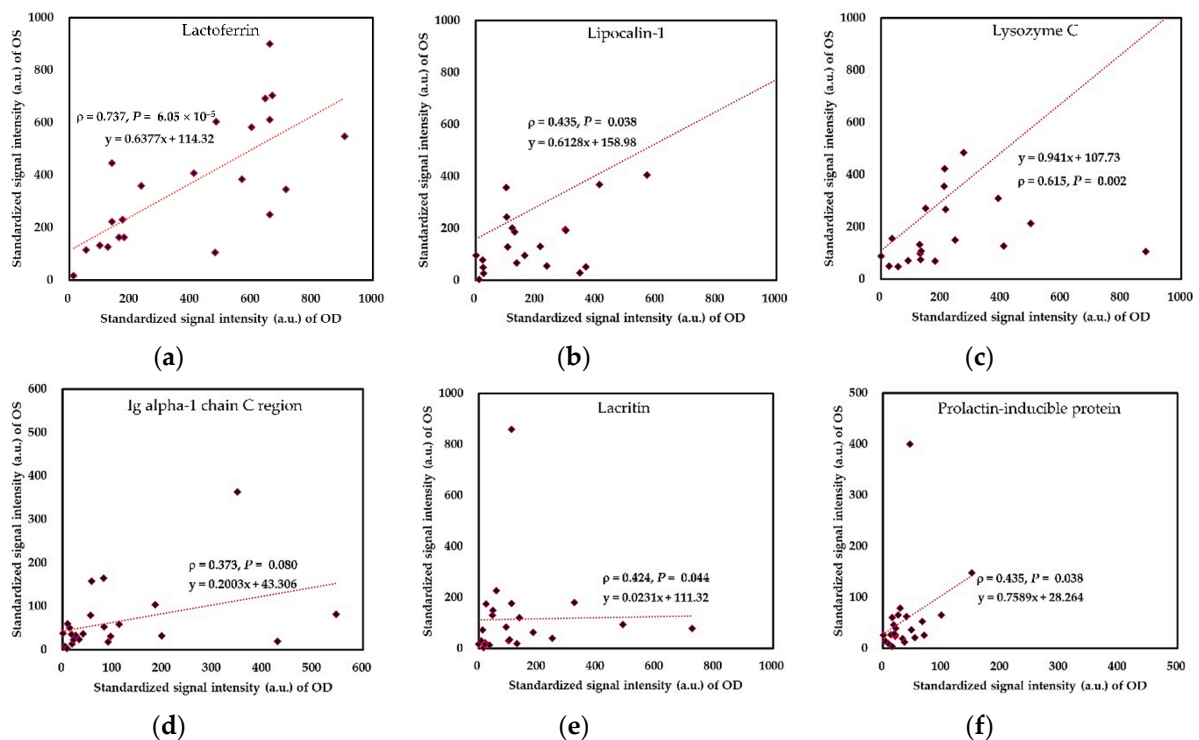 Lactoferrin
Standardized signal intensity (a.u.) of OS
1000
800
600
400
200
0
ρ = 0.737, P = 6.05 × 10⁻⁵
y = 0.6377x + 114.32
0 200 400 600 800 1000
Standardized signal intensity (a.u.) of OD
(a)
Lipocalin-1
Standardized signal intensity (a.u.) of OS
1000
800
600
400
200
0
ρ = 0.435, P = 0.038
y = 0.6128x + 158.98
0 200 400 600 800 1000
Standardized signal intensity (a.u.) of OD
(b)
Lysozyme C
Standardized signal intensity (a.u.) of OS
1000
800
600
400
200
0
y = 0.941x + 107.73
ρ = 0.615, P = 0.002
0 200 400 600 800 1000
Standardized signal intensity (a.u.) of OD
(c)
Ig alpha-1 chain C region
Standardized signal intensity (a.u.) of OS
600
500
400
300
200
100
0
ρ = 0.373, P = 0.080
y = 0.2003x + 43.306
0 100 200 300 400 500 600
Standardized signal intensity (a.u.) of OD
(d)
Lacritin
Standardized signal intensity (a.u.) of OS
1000
800
600
400
200
0
ρ = 0.424, P = 0.044
y = 0.0231x + 111.32
0 200 400 600 800 1000
Standardized signal intensity (a.u.) of OD
(e)
Prolactin-inducible protein
Standardized signal intensity (a.u.) of OS
500
400
300
200
100
0
ρ = 0.435, P = 0.038
y = 0.7589x + 28.264
0 100 200 300 400 500
Standardized signal intensity (a.u.) of OD
(f)